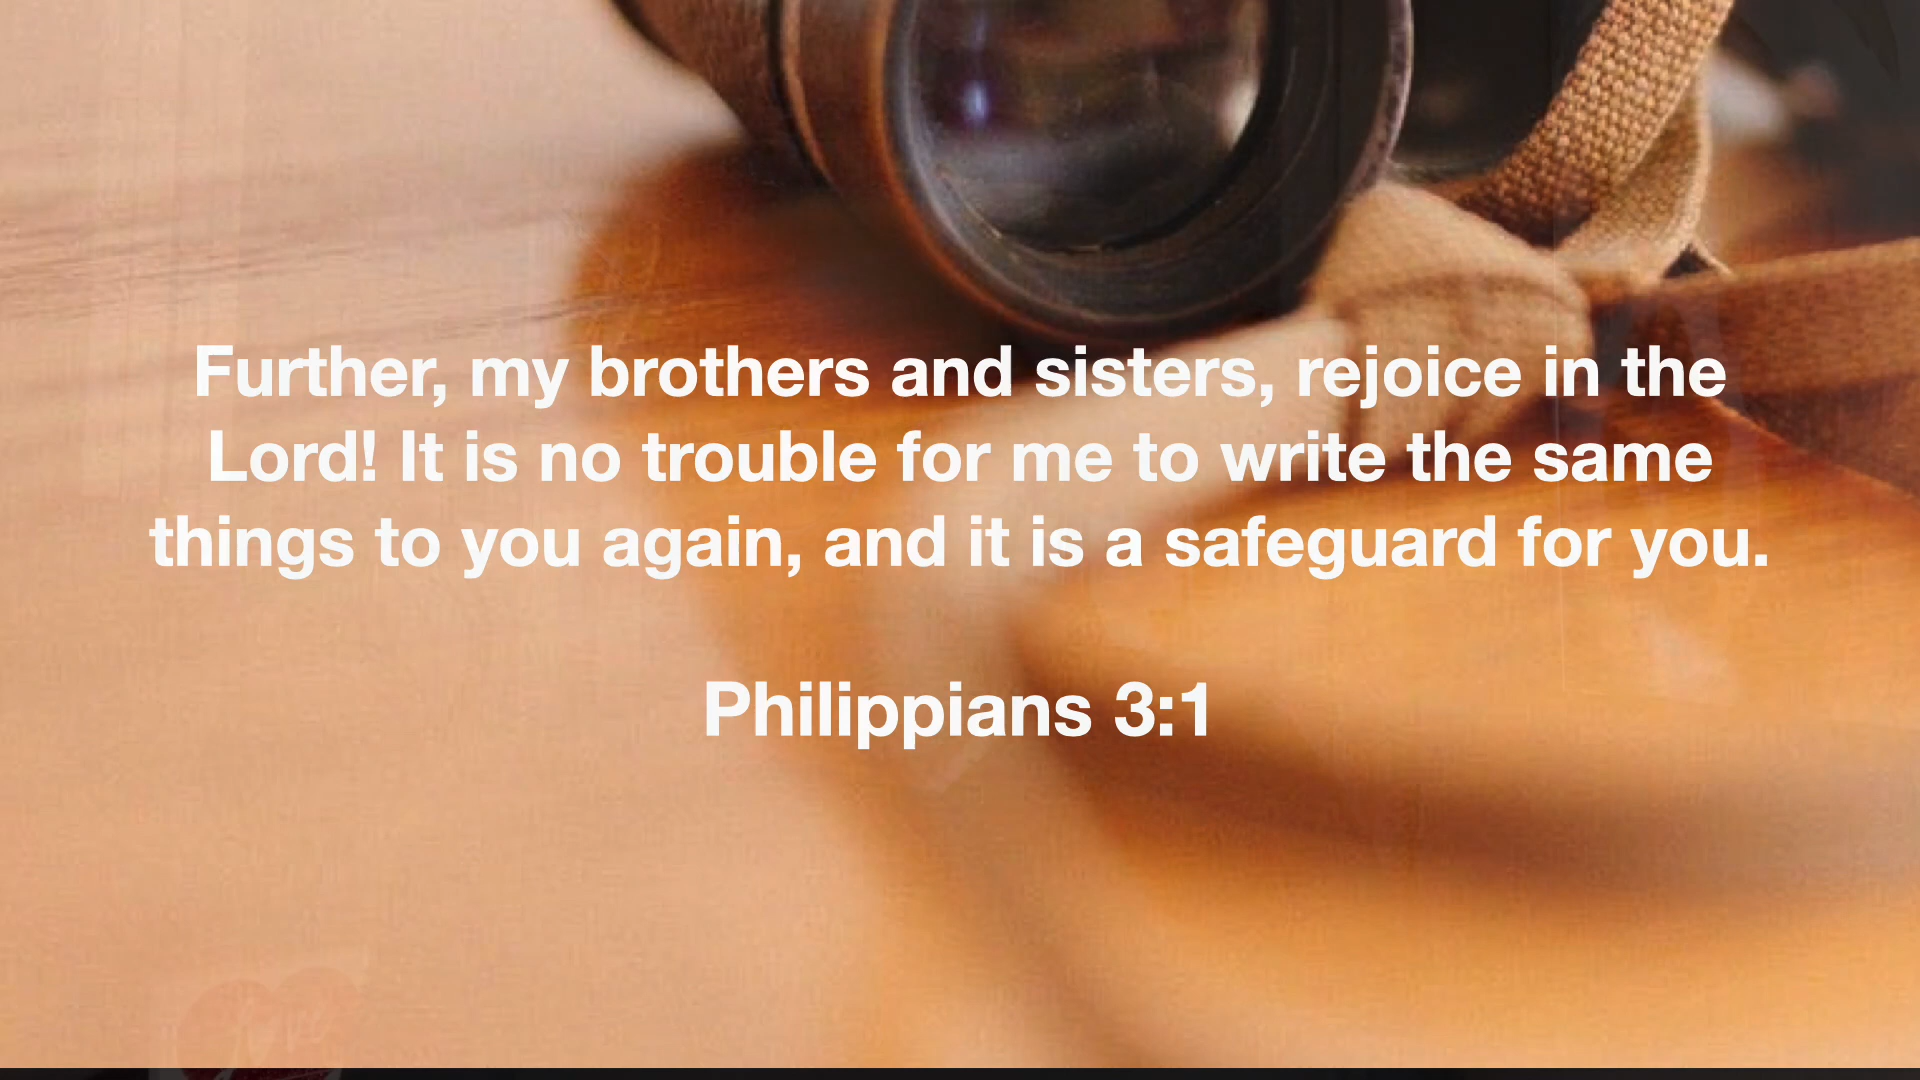 Further, my brothers and sisters, rejoice in the
Lord! It is no trouble for me to write the same
things to you again, and it is a safeguard for you.
Philippians 3:1